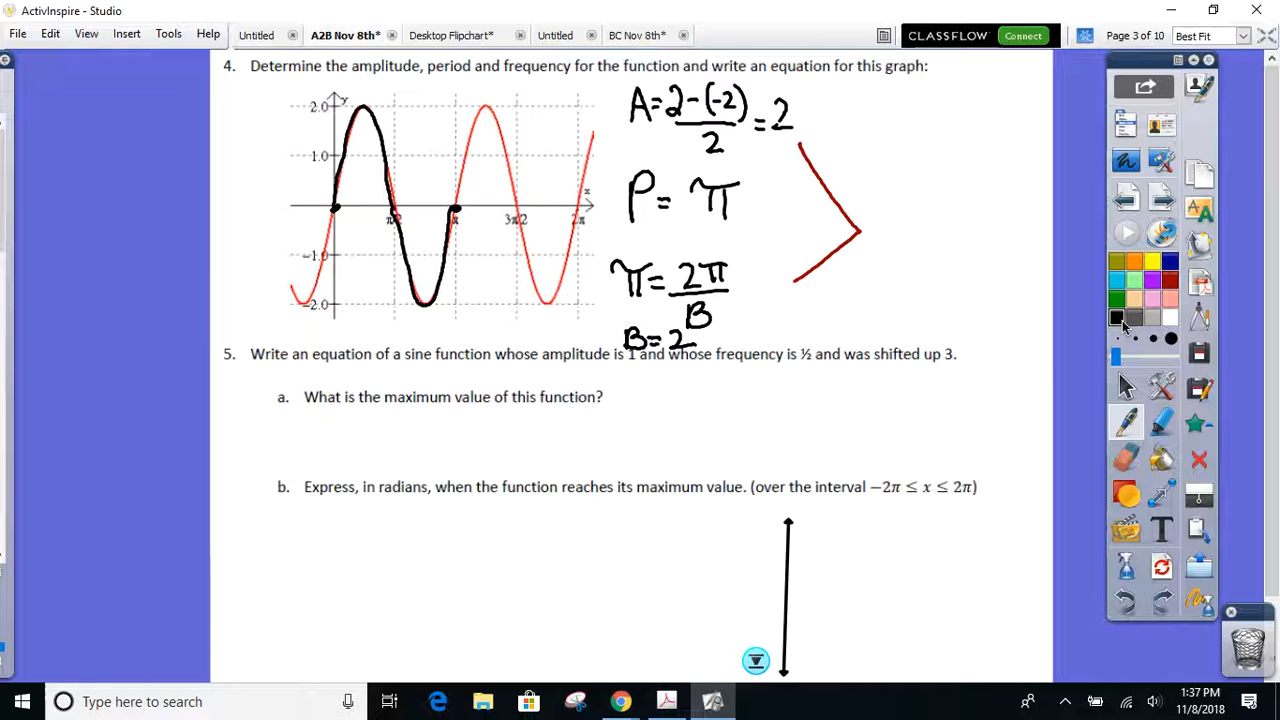 ActivInspire - Studio
File Edit View Insert Tools Help Untitled A2B Nov 8th* Desktop Flipchart* Untitled BC Nov 8th* CLASSFLOW Connect Page 3 of 10 Best Fit
4. Determine the amplitude, period and frequency for the function and write an equation for this graph:
2.0 y
1.0
x
π/2 π 3π/2 2π
-1.0
-2.0
A = 2-(-2)/2 = 2
P = π
π = 2π/B
B = 2
5. Write an equation of a sine function whose amplitude is 1 and whose frequency is ½ and was shifted up 3.
a. What is the maximum value of this function?
b. Express, in radians, when the function reaches its maximum value. (over the interval −2π ≤ x ≤ 2π)
Type here to search
1:37 PM
11/8/2018